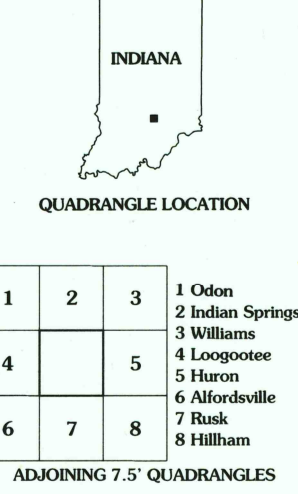 INDIANA
QUADRANGLE LOCATION
1 2 3
4 5
6 7 8
1 Odon
2 Indian Springs
3 Williams
4 Loogootee
5 Huron
6 Alfordsville
7 Rusk
8 Hillham
ADJOINING 7.5' QUADRANGLES